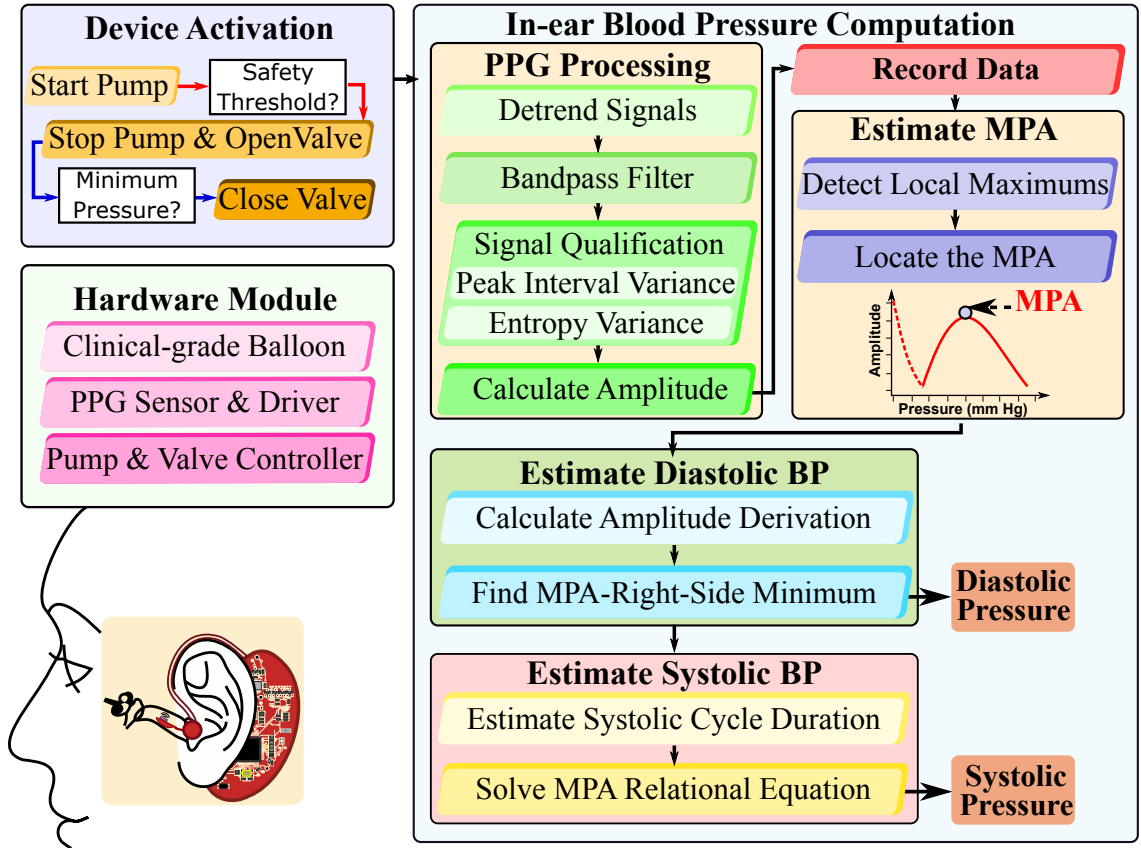 Device Activation
Start Pump
Safety
Threshold?
Stop Pump & OpenValve
Minimum
Pressure?
Close Valve
Hardware Module
Clinical-grade Balloon
PPG Sensor & Driver
Pump & Valve Controller
In-ear Blood Pressure Computation
PPG Processing
Detrend Signals
Bandpass Filter
Signal Qualification
Peak Interval Variance
Entropy Variance
Calculate Amplitude
Record Data
Estimate MPA
Detect Local Maximums
Locate the MPA
MPA
Amplitude
Pressure (mm Hg)
Estimate Diastolic BP
Calculate Amplitude Derivation
Find MPA-Right-Side Minimum
Diastolic
Pressure
Estimate Systolic BP
Estimate Systolic Cycle Duration
Solve MPA Relational Equation
Systolic
Pressure